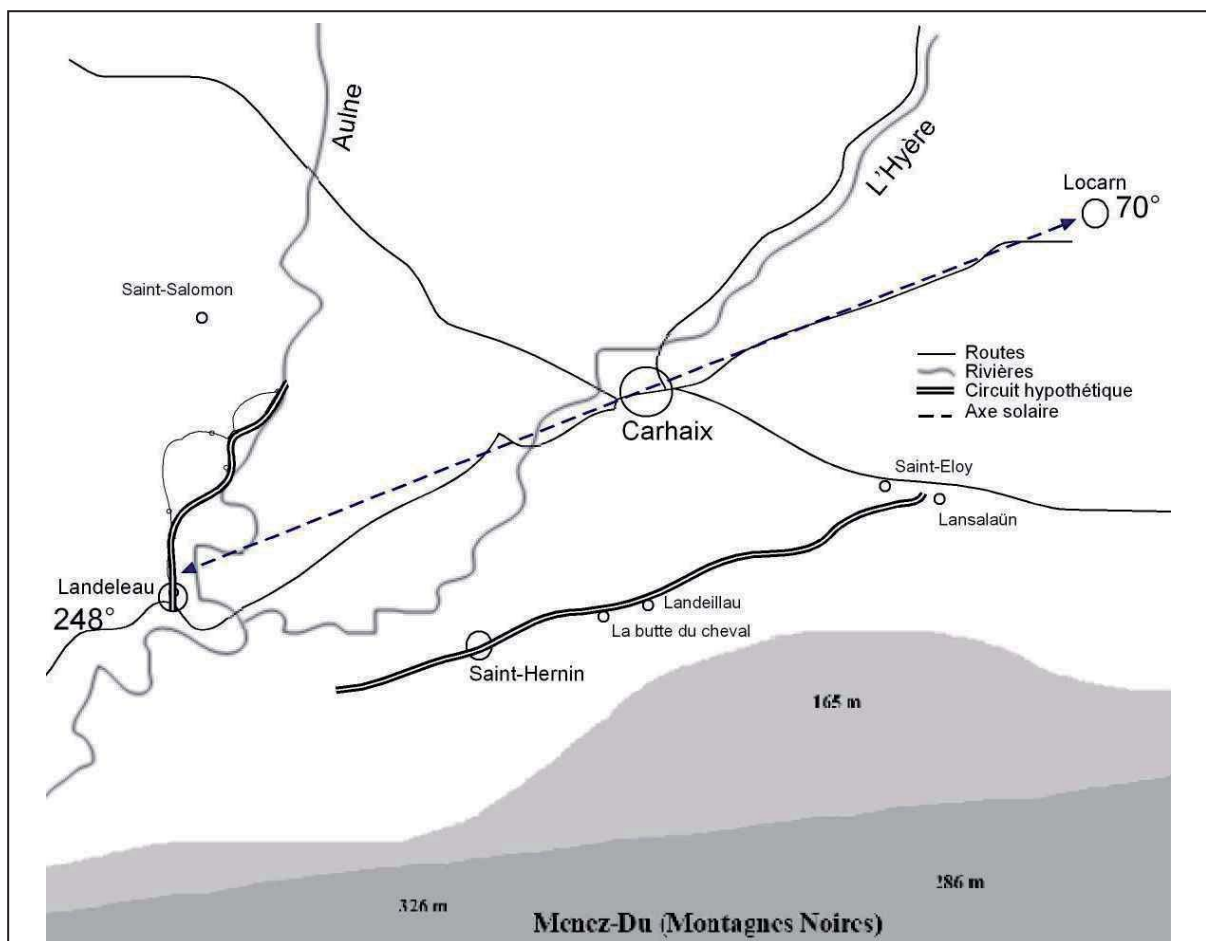 Aulne
L'Hyère
Locarn
70°
Saint-Salomon
Routes
Rivières
Circuit hypothétique
Axe solaire
Carhaix
Saint-Eloy
Lansalaün
Landeleau
248°
Landeillau
La butte du cheval
Saint-Hernin
165 m
286 m
326 m
Menez-Du (Montagnes Noires)